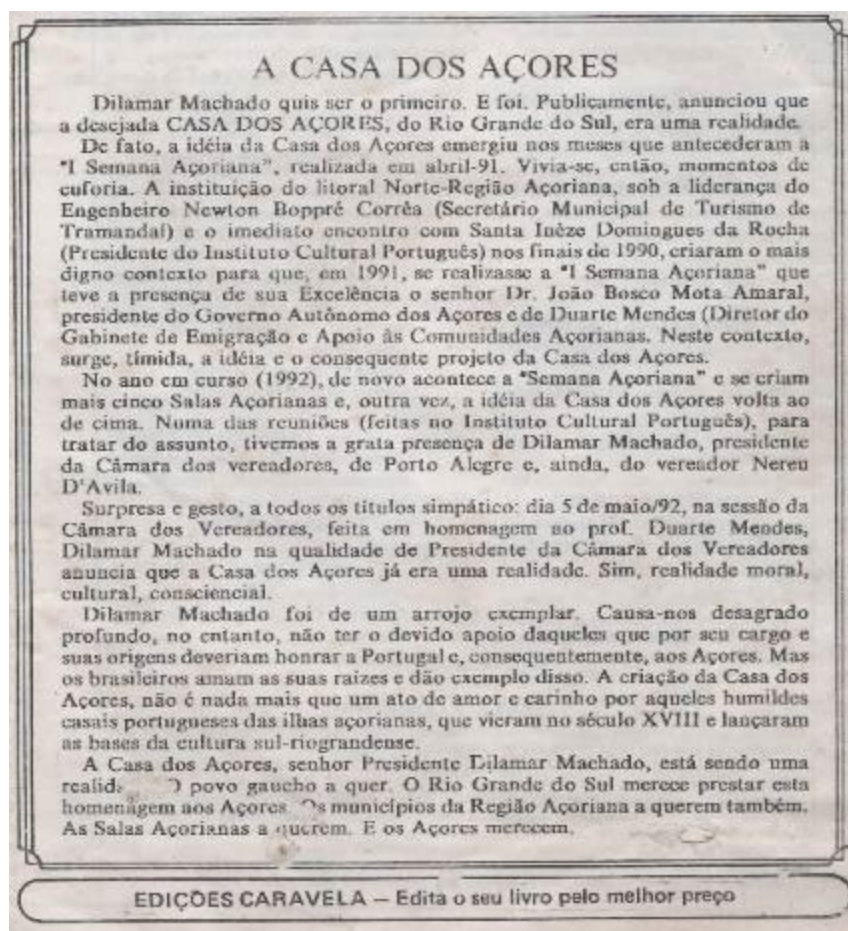 A CASA DOS AÇORES
Dilamar Machado quis ser o primeiro. E foi. Publicamente, anunciou que
a desejada CASA DOS AÇORES, do Rio Grande do Sul, era uma realidade.
De fato, a idéia da Casa dos Açores emergiu nos meses que antecederam a
"I Semana Açoriana", realizada em abril-91. Vivia-se, então, momentos de
euforia. A instituição do litoral Norte-Região Açoriana, sob a liderança do
Engenheiro Newton Boppré Corrêa (Secretário Municipal de Turismo de
Tramandaí) e o imediato encontro com Santa Inèze Domingues da Rocha
(Presidente do Instituto Cultural Português) nos finais de 1990, criaram o mais
digno contexto para que, em 1991, se realizasse a "I Semana Açoriana" que
teve a presença de sua Excelência o senhor Dr. João Bosco Mota Amaral,
presidente do Governo Autônomo dos Açores e de Duarte Mendes (Diretor do
Gabinete de Emigração e Apoio às Comunidades Açorianas. Neste contexto,
surge, tímida, a idéia e o consequente projeto da Casa dos Açores.
No ano em curso (1992), de novo acontece a "Semana Açoriana" e se criam
mais cinco Salas Açorianas e, outra vez, a idéia da Casa dos Açores volta ao
de cima. Numa das reuniões (feitas no Instituto Cultural Português), para
tratar do assunto, tivemos a grata presença de Dilamar Machado, presidente
da Câmara dos vereadores, de Porto Alegre e, ainda, do vereador Nereu
D'Avila.
Surpresa e gesto, a todos os títulos simpático: dia 5 de maio/92, na sessão da
Câmara dos Vereadores, feita em homenagem ao prof. Duarte Mendes,
Dilamar Machado na qualidade de Presidente da Câmara dos Vereadores
anuncia que a Casa dos Açores já era uma realidade. Sim, realidade moral,
cultural, consciencial.
Dilamar Machado foi de um arrojo exemplar. Causa-nos desagrado
profundo, no entanto, não ter o devido apoio daqueles que por seu cargo e
suas origens deveriam honrar a Portugal e, consequentemente, aos Açores. Mas
os brasileiros amam as suas raízes e dão exemplo disso. A criação da Casa dos
Açores, não é nada mais que um ato de amor e carinho por aqueles humildes
casais portugueses das ilhas açorianas, que vieram no século XVIII e lançaram
as bases da cultura sul-riograndense.
A Casa dos Açores, senhor Presidente Dilamar Machado, está sendo uma
povo gaucho a quer. O Rio Grande do Sul merece prestar esta
homenagem aos Açores. Os municípios da Região Açoriana a querem também.
As Salas Açorianas a querem. E os Açores merecem.
EDIÇÕES CARAVELA — Edita o seu livro pelo melhor preço